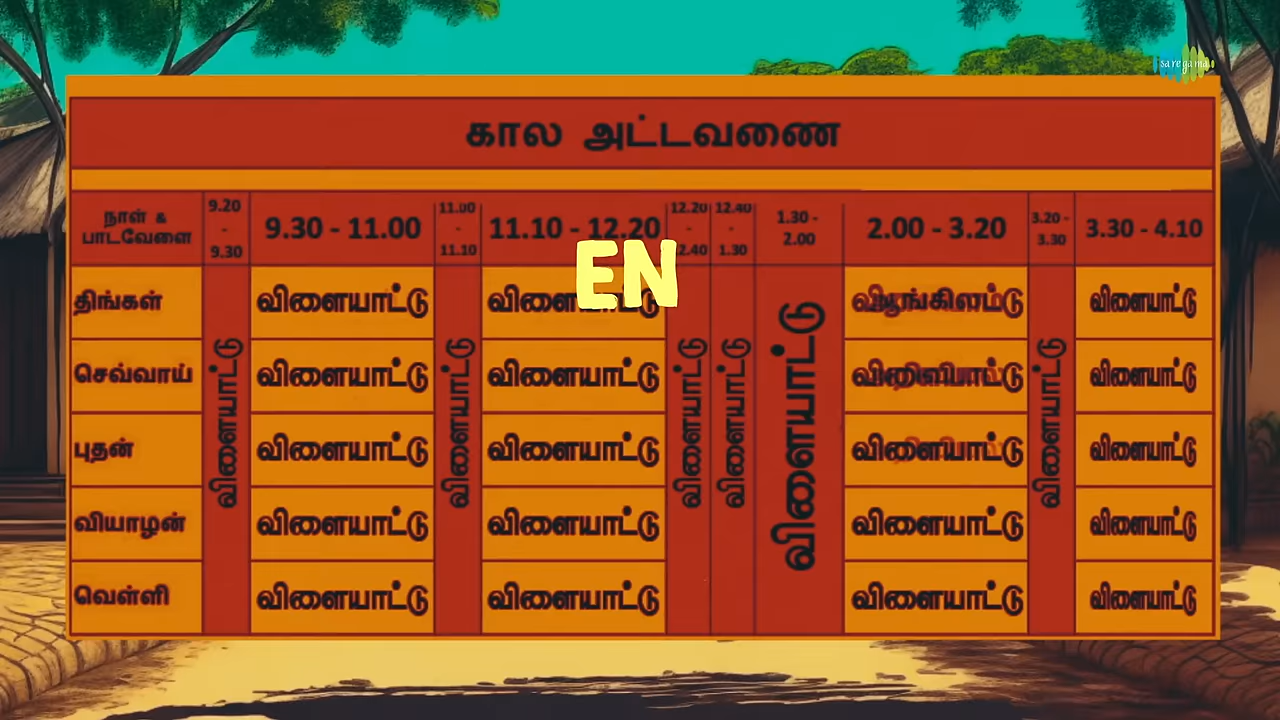 saregama
கால அட்டவணை
நாள் & பாடவேளை 9.20 - 9.30 9.30 - 11.00 11.00 - 11.10 11.10 - 12.20 12.20 - 12.40 12.40 - 1.30 1.30 - 2.00 2.00 - 3.20 3.20 - 3.30 3.30 - 4.10
EN
திங்கள் விளையாட்டு விளையாட்டு ஆங்கிலம் விளையாட்டு
செவ்வாய் விளையாட்டு விளையாட்டு விளையாட்டு
புதன் விளையாட்டு விளையாட்டு விளையாட்டு விளையாட்டு
வியாழன் விளையாட்டு விளையாட்டு விளையாட்டு விளையாட்டு
வெள்ளி விளையாட்டு விளையாட்டு விளையாட்டு விளையாட்டு
விளையாட்டு
விளையாட்டு
விளையாட்டு
விளையாட்டு
விளையாட்டு
விளையாட்டு